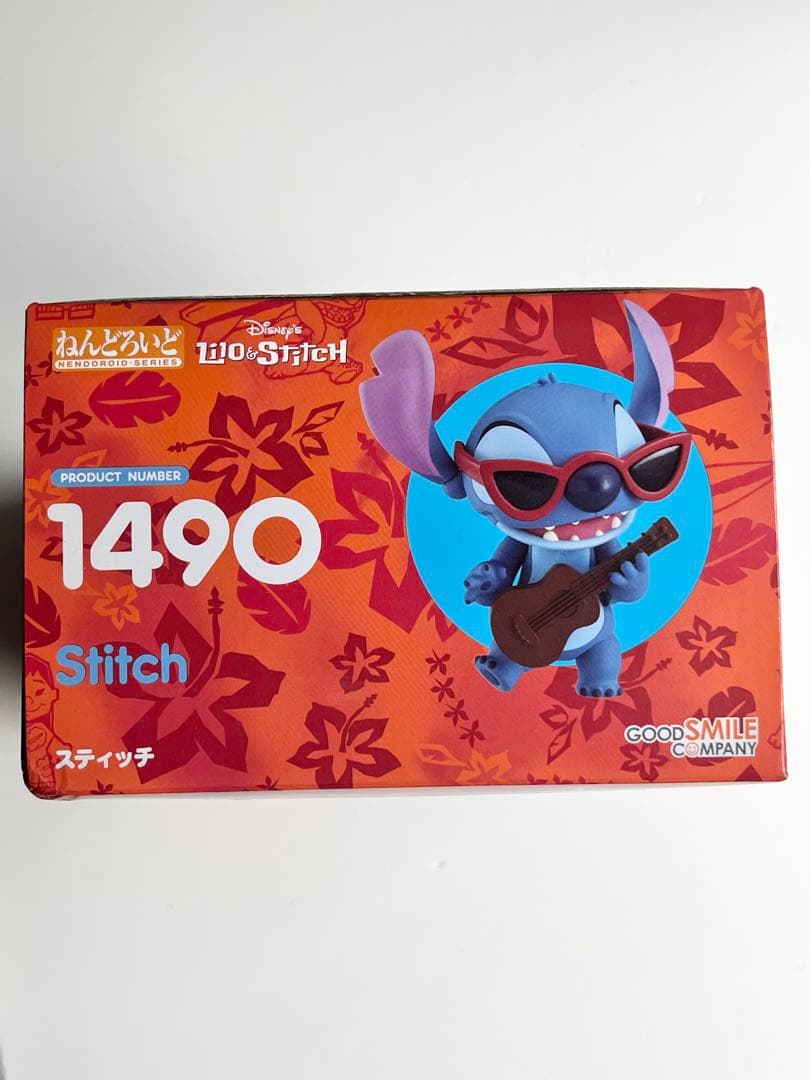 ねんどろいど
NENDOROID·SERIES
Disney's
Lilo & Stitch
PRODUCT NUMBER
1490
Stitch
スティッチ
GOOD SMILE
COMPANY